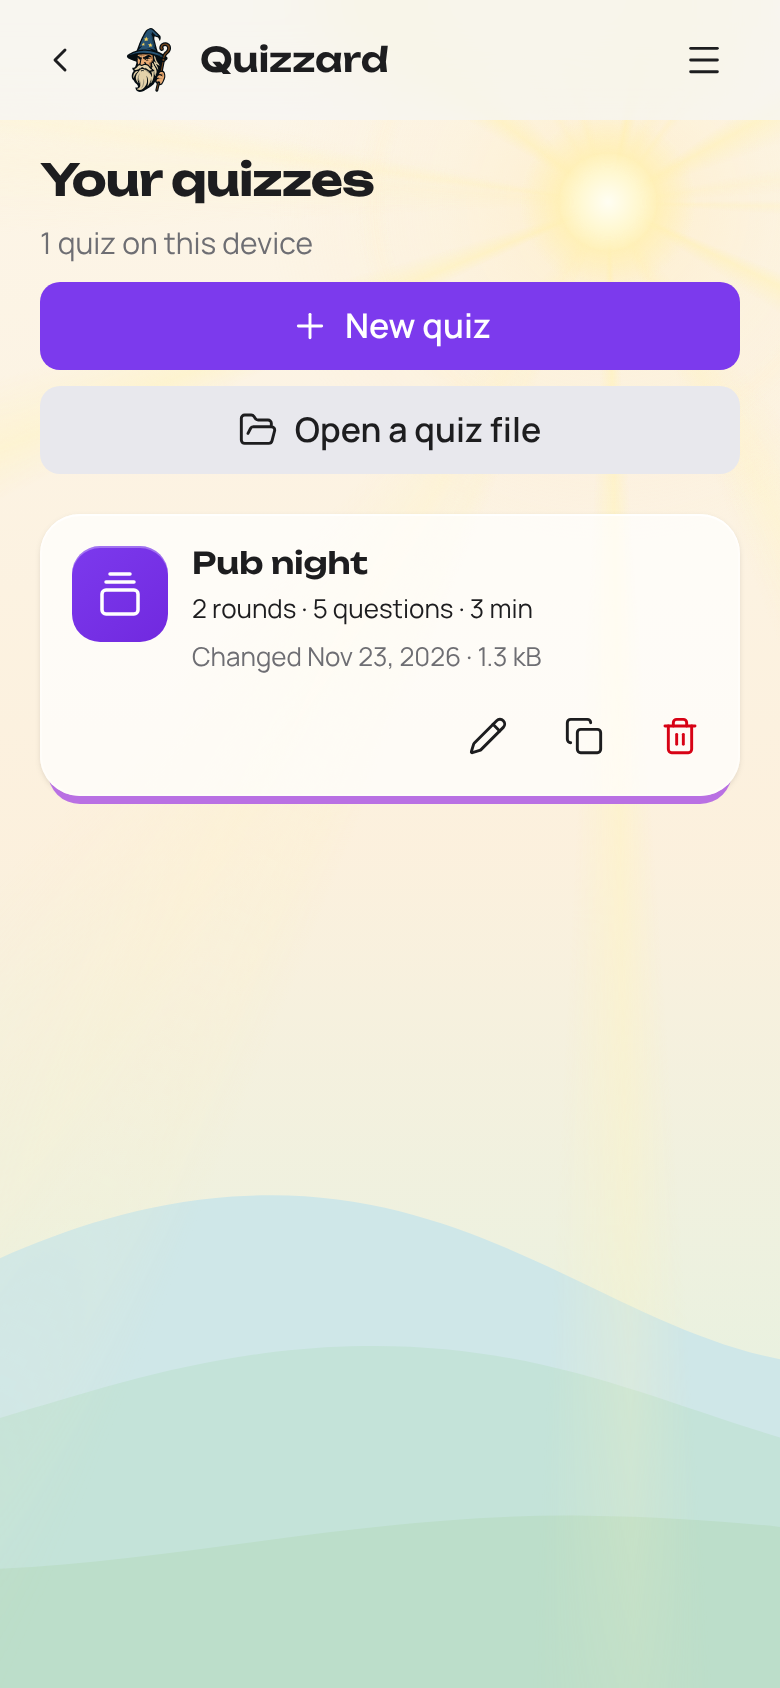 Quizzard
Your quizzes
1 quiz on this device
New quiz
Open a quiz file
Pub night
2 rounds · 5 questions · 3 min
Changed Nov 23, 2026 · 1.3 kB